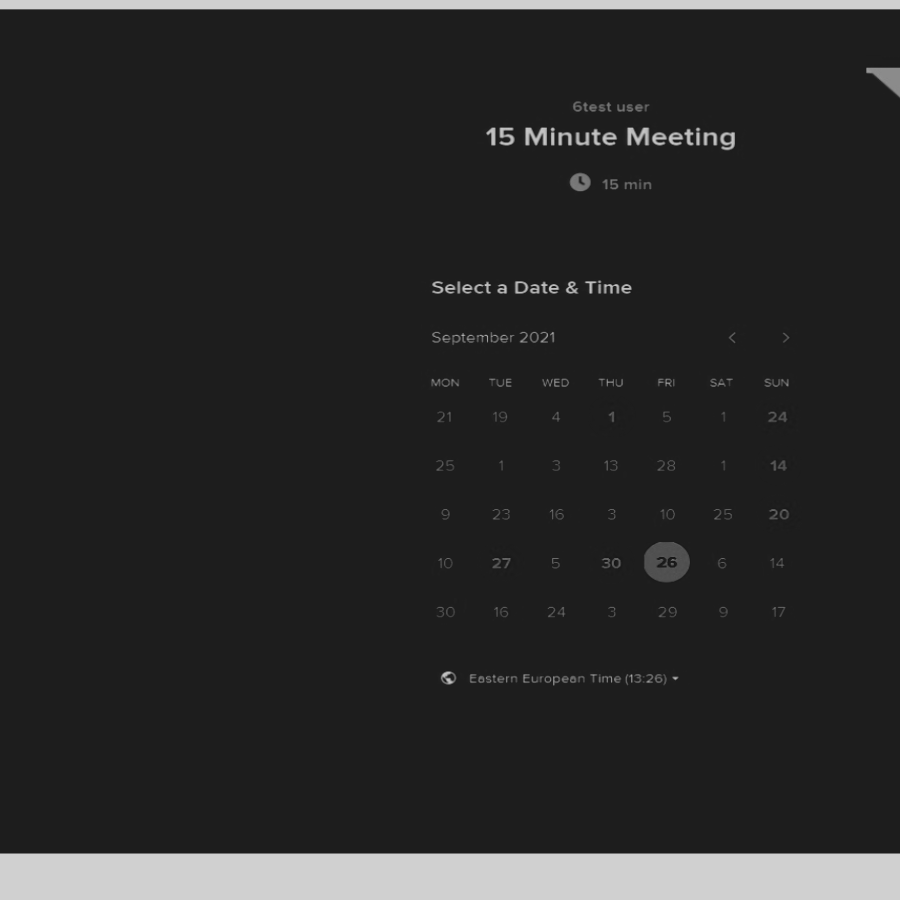 6test user
15 Minute Meeting
15 min
Select a Date & Time
September 2021
MON TUE WED THU FRI SAT SUN
21 19 4 1 5 1 24
25 1 3 13 28 1 14
9 23 16 3 10 25 20
10 27 5 30 26 6 14
30 16 24 3 29 9 17
Eastern European Time (13:26)